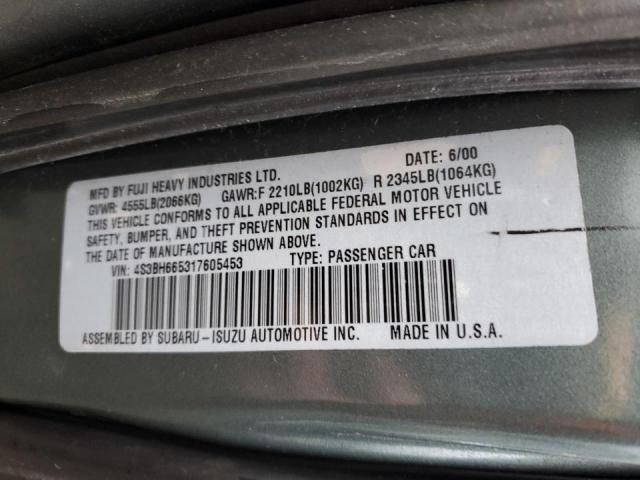 MFD BY FUJI HEAVY INDUSTRIES LTD. DATE: 6/00
GVWR: 4555LB(2066KG) GAWR:F 2210LB(1002KG) R 2345LB(1064KG)
THIS VEHICLE CONFORMS TO ALL APPLICABLE FEDERAL MOTOR VEHICLE
SAFETY, BUMPER, AND THEFT PREVENTION STANDARDS IN EFFECT ON
THE DATE OF MANUFACTURE SHOWN ABOVE.
VIN: 4S3BH665317605453 TYPE: PASSENGER CAR
ASSEMBLED BY SUBARU-ISUZU AUTOMOTIVE INC. MADE IN U.S.A.